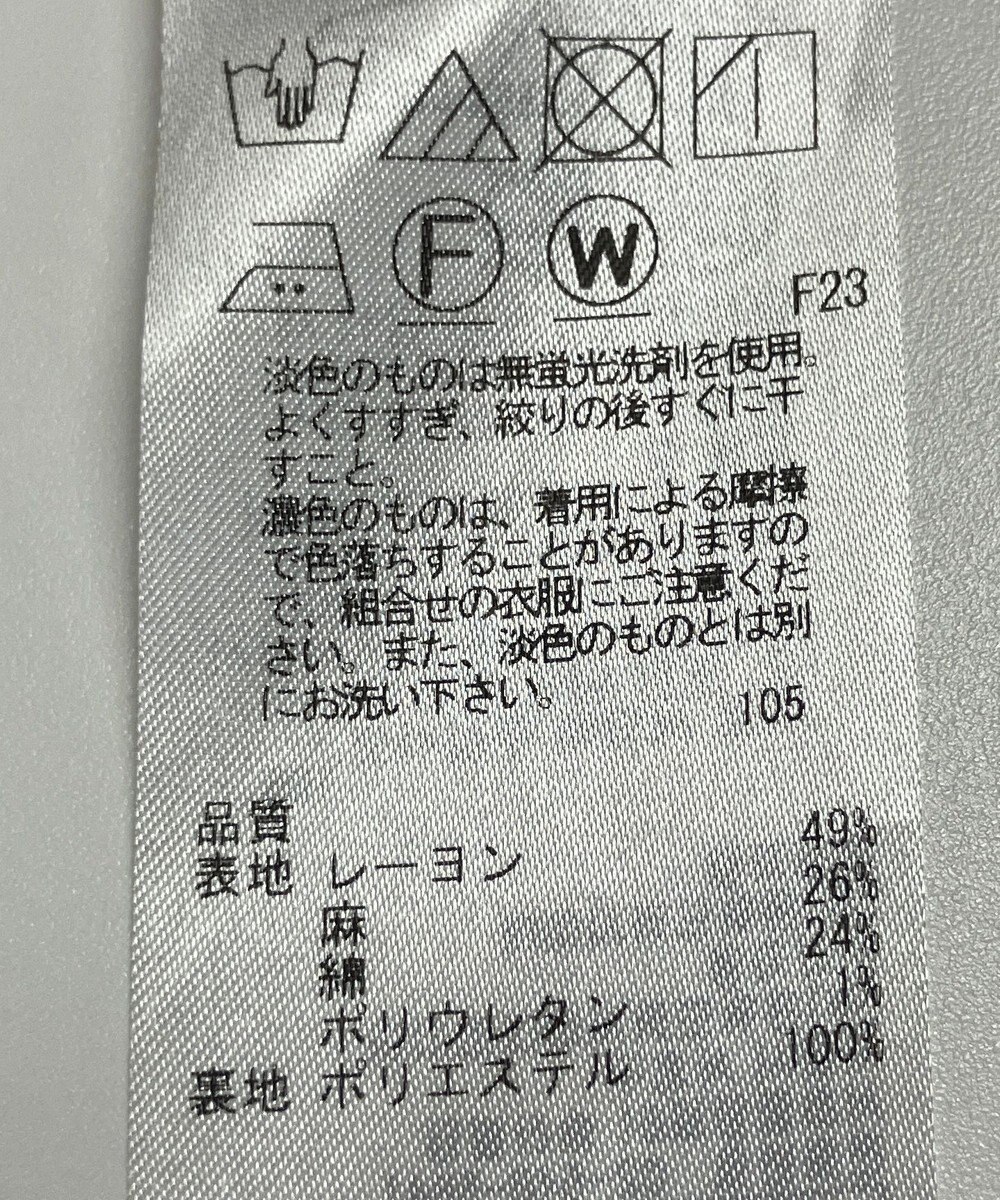 F W F23
淡色のものは無蛍光洗剤を使用。
よくすすぎ、絞りの後すぐに干
すこと。
濃色のものは、着用による摩擦
で色落ちすることがありますの
で、組合せの衣服にご注意くだ
さい。また、淡色のものとは別
にお洗い下さい。 105
品質
表地 レーヨン 49%
麻 26%
綿 24%
ポリウレタン 1%
裏地 ポリエステル 100%